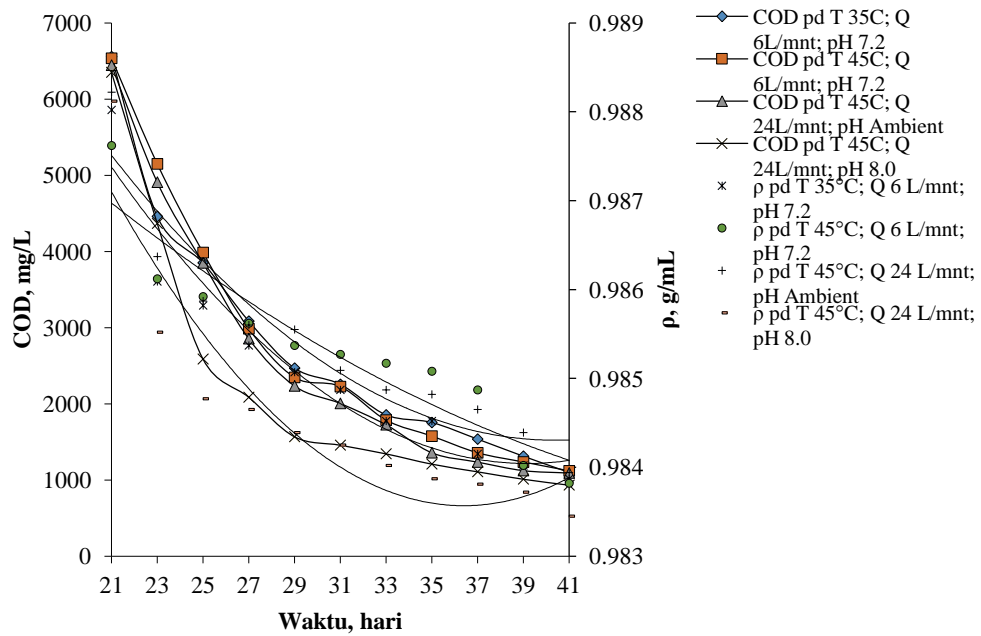 7000
6000
5000
4000
3000
2000
1000
0
COD, mg/L
21 23 25 27 29 31 33 35 37 39 41
Waktu, hari
0.989
0.988
0.987
0.986
0.985
0.984
0.983
ρ, g/mL
COD pd T 35C; Q
6L/mnt; pH 7.2
COD pd T 45C; Q
6L/mnt; pH 7.2
COD pd T 45C; Q
24L/mnt; pH Ambient
COD pd T 45C; Q
24L/mnt; pH 8.0
ρ pd T 35°C; Q 6 L/mnt;
pH 7.2
ρ pd T 45°C; Q 6 L/mnt;
pH 7.2
ρ pd T 45°C; Q 24 L/mnt;
pH Ambient
ρ pd T 45°C; Q 24 L/mnt;
pH 8.0